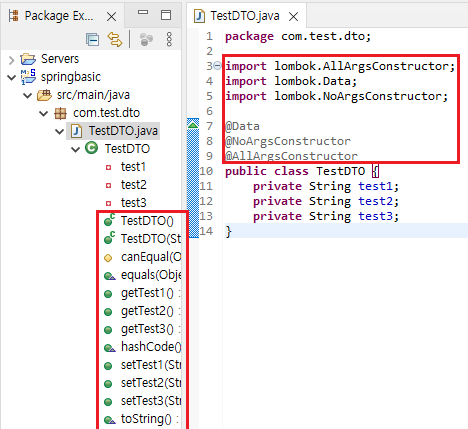 Package Ex...
Servers
springbasic
src/main/java
com.test.dto
TestDTO.java
TestDTO
test1
test2
test3
TestDTO()
TestDTO(St
canEqual(O
equals(Obje
getTest1() :
getTest2() :
getTest3() :
hashCode()
setTest1(Str
setTest2(Str
setTest3(Str
toString() :
TestDTO.java
1 package com.test.dto;
2
3 import lombok.AllArgsConstructor;
4 import lombok.Data;
5 import lombok.NoArgsConstructor;
6
7 @Data
8 @NoArgsConstructor
9 @AllArgsConstructor
10 public class TestDTO {
11 private String test1;
12 private String test2;
13 private String test3;
14 }